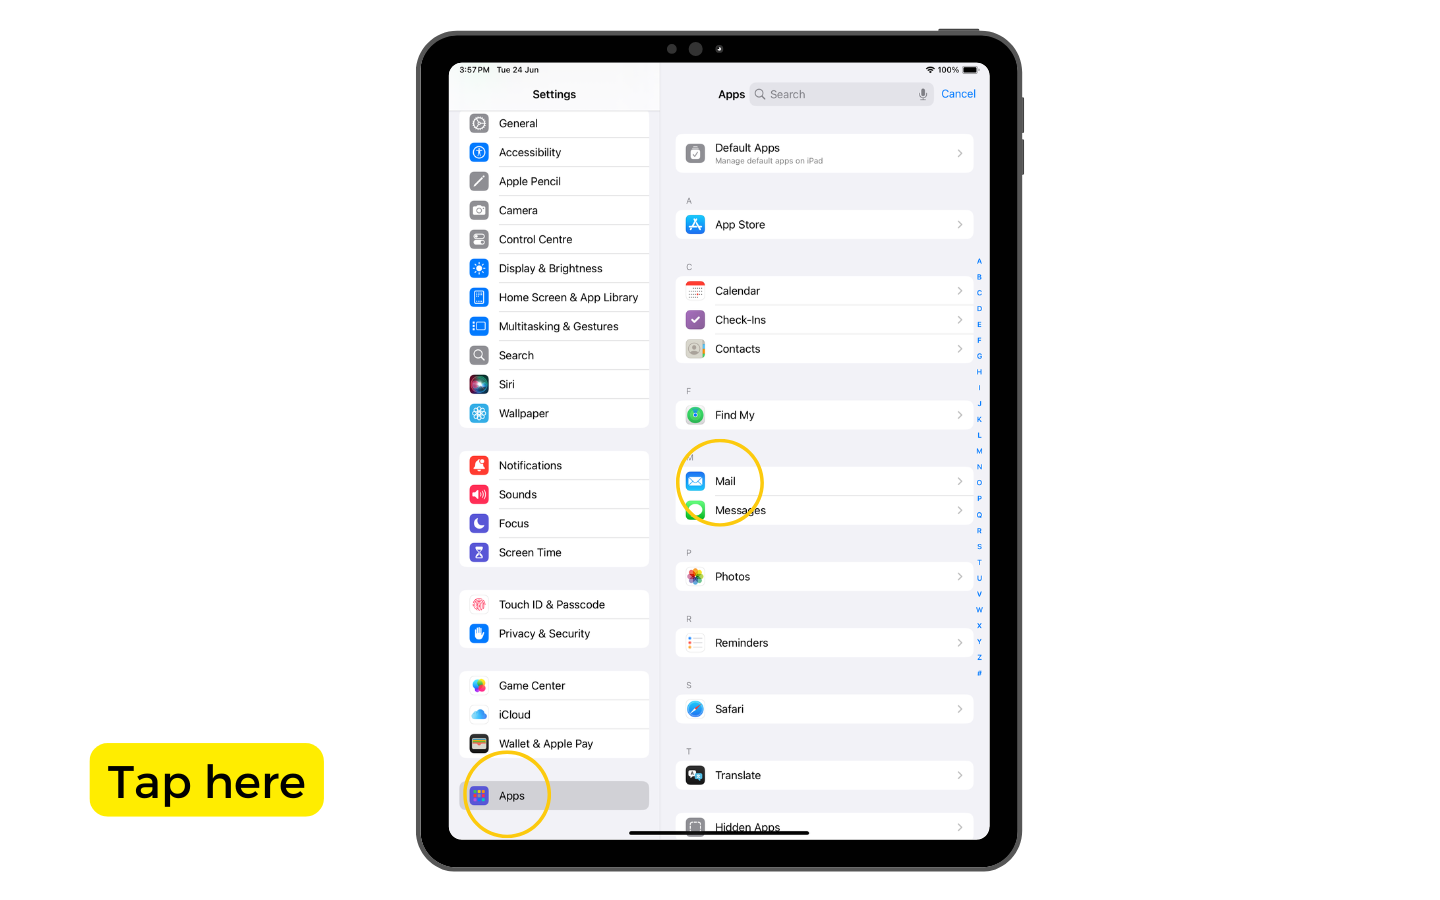 3:57 PM Tue 24 Jun
100%
Settings
General
Accessibility
Apple Pencil
Camera
Control Centre
Display & Brightness
Home Screen & App Library
Multitasking & Gestures
Search
Siri
Wallpaper
Notifications
Sounds
Focus
Screen Time
Touch ID & Passcode
Privacy & Security
Game Center
iCloud
Wallet & Apple Pay
Apps
Apps
Search
Cancel
Default Apps
Manage default apps on iPad
A
App Store
C
Calendar
Check-Ins
Contacts
F
Find My
M
Mail
Messages
P
Photos
R
Reminders
S
Safari
T
Translate
Hidden Apps
A
B
C
D
E
F
G
H
I
J
K
L
M
N
O
P
Q
R
S
T
U
V
W
X
Y
Z
#
Tap here